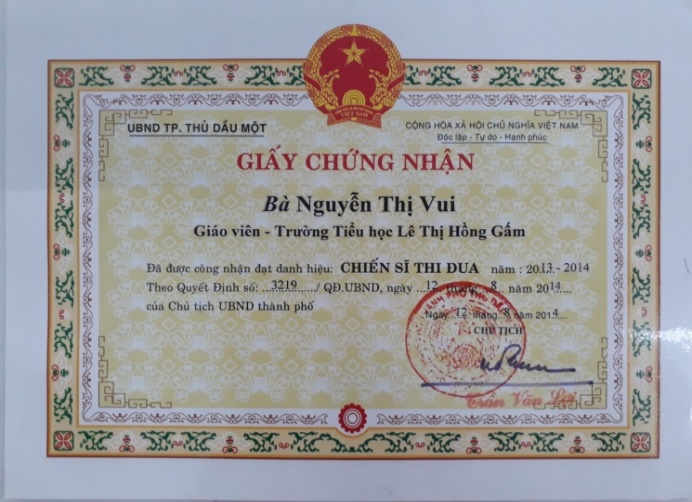 VIỆT NAM
UBND TP. THỦ DẦU MỘT
CỘNG HÒA XÃ HỘI CHỦ NGHĨA VIỆT NAM
Độc lập - Tự do - Hạnh phúc
GIẤY CHỨNG NHẬN
Bà Nguyễn Thị Vui
Giáo viên - Trường Tiểu học Lê Thị Hồng Gấm
Đã được công nhận đạt danh hiệu: CHIẾN SĨ THI ĐUA năm : 2013 - 2014
Theo Quyết Định số: ...3219...../ QĐ.UBND, ngày ...12 tháng....8.. năm 2014.....
của Chủ tịch UBND thành phố
Ngày..12..tháng..8..năm 2014....
CHỦ TỊCH
Trần Văn